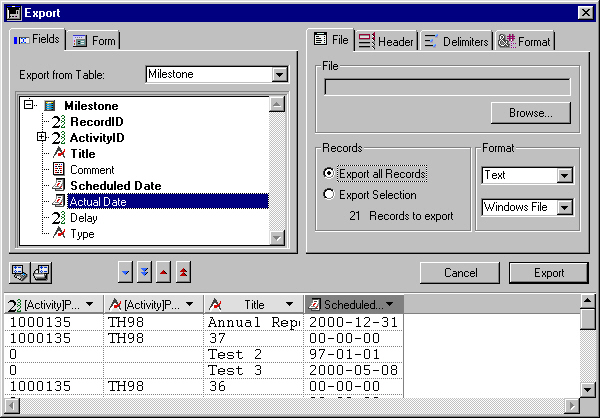 Export
Fields Form
Export from Table: Milestone
Milestone
RecordID
ActivityID
Title
Comment
Scheduled Date
Actual Date
Delay
Type
File Header Delimiters Format
File
Browse...
Records
Export all Records
Export Selection
21 Records to export
Format
Text
Windows File
Cancel Export
[Activity]P... [Activity]P... Title Scheduled...
1000135 TH98 Annual Repo 2000-12-31
1000135 TH98 37 00-00-00
0 Test 2 97-01-01
0 Test 3 2000-05-08
1000135 TH98 36 00-00-00